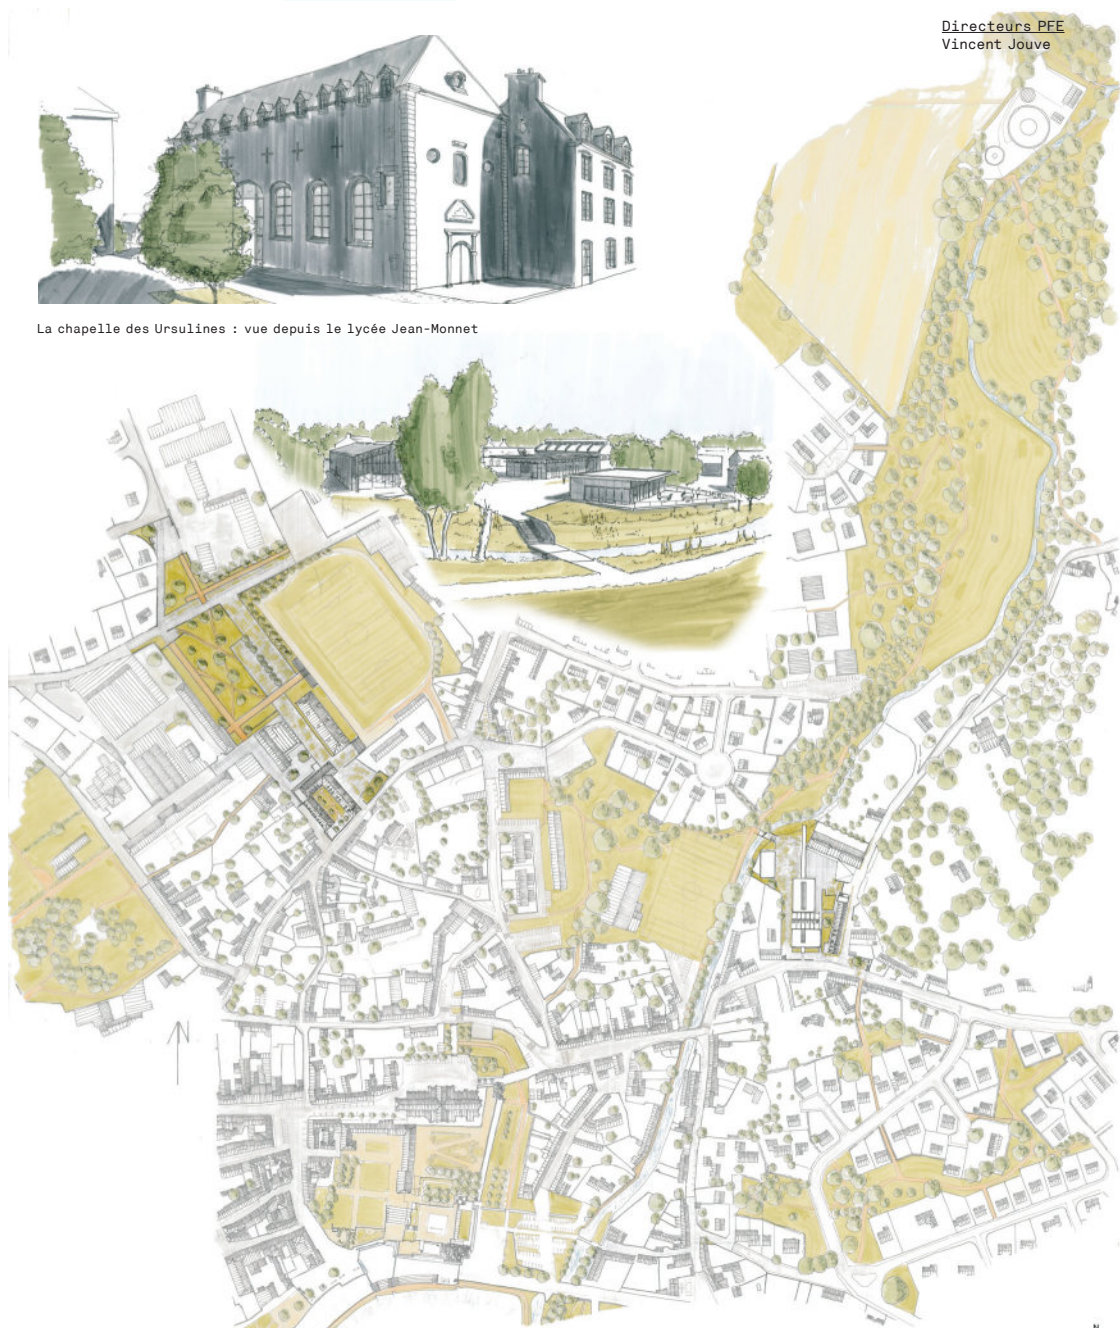 Directeurs PFE
Vincent Jouve
La chapelle des Ursulines : vue depuis le lycée Jean-Monnet
N